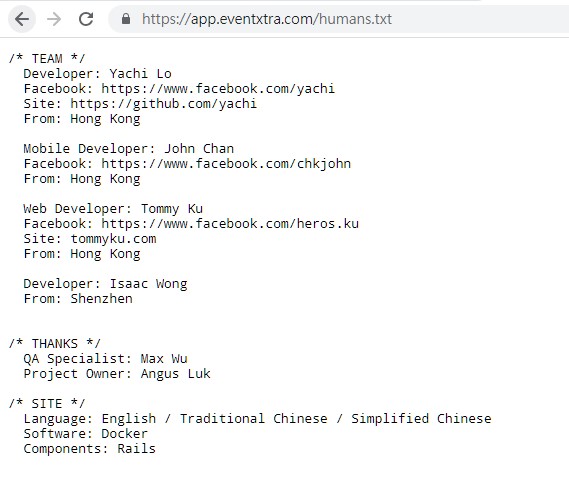 https://app.eventxtra.com/humans.txt
/* TEAM */
Developer: Yachi Lo
Facebook: https://www.facebook.com/yachi
Site: https://github.com/yachi
From: Hong Kong
Mobile Developer: John Chan
Facebook: https://www.facebook.com/chkjohn
From: Hong Kong
Web Developer: Tommy Ku
Facebook: https://www.facebook.com/heros.ku
Site: tommyku.com
From: Hong Kong
Developer: Isaac Wong
From: Shenzhen
/* THANKS */
QA Specialist: Max Wu
Project Owner: Angus Luk
/* SITE */
Language: English / Traditional Chinese / Simplified Chinese
Software: Docker
Components: Rails